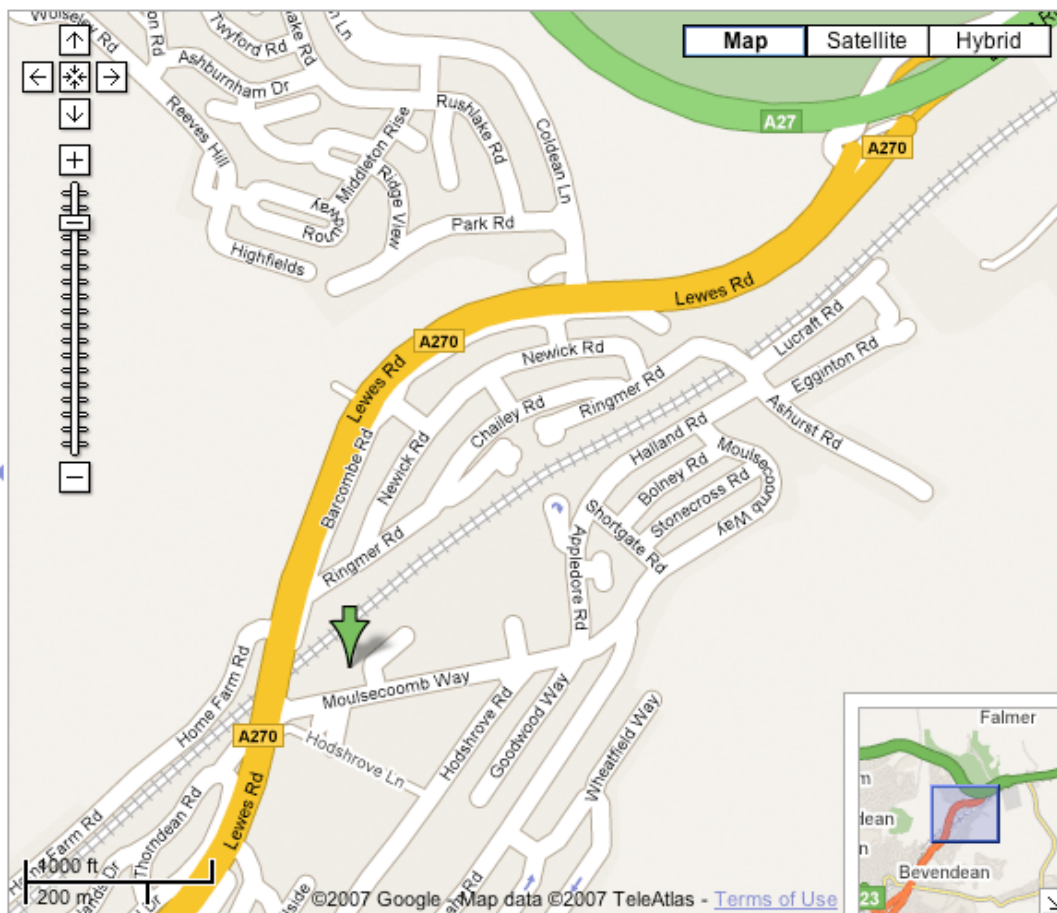 Wolseley Rd
Twyford Rd
Ashburnham Dr
Map
Satellite
Hybrid
A27
A270
Reeves Hill
Middleton Rise
Rushlake Rd
Coldean Ln
Ridge View
Round Way
Park Rd
Highfields
Lewes Rd
A270
Lewes Rd
Newick Rd
Lucraft Rd
Egginton Rd
Ringmer Rd
Chailey Rd
Ashurst Rd
Halland Rd
Moulsecoomb Way
Bolney Rd
Stonecross Rd
Shortgate Rd
Barcombe Rd
Newick Rd
Ringmer Rd
Appledore Rd
Home Farm Rd
Moulsecoomb Way
Hodshrove Rd
Goodwood Way
Wheatfield Way
A270
Hodshrove Ln
Lewes Rd
Thorndean Rd
Home Farm Rd
Falmer
Bevendean
23
1000 ft
200 m
©2007 Google - Map data ©2007 TeleAtlas - Terms of Use